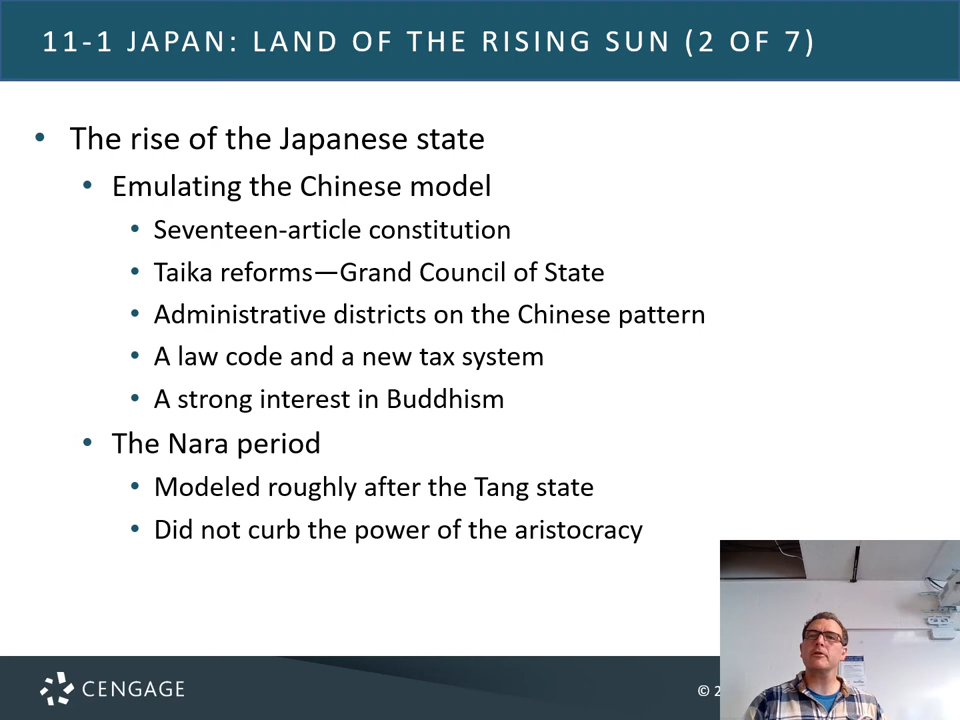 11-1 JAPAN: LAND OF THE RISING SUN (2 OF 7)
• The rise of the Japanese state
• Emulating the Chinese model
• Seventeen-article constitution
• Taika reforms—Grand Council of State
• Administrative districts on the Chinese pattern
• A law code and a new tax system
• A strong interest in Buddhism
• The Nara period
• Modeled roughly after the Tang state
• Did not curb the power of the aristocracy
CENGAGE
© 2